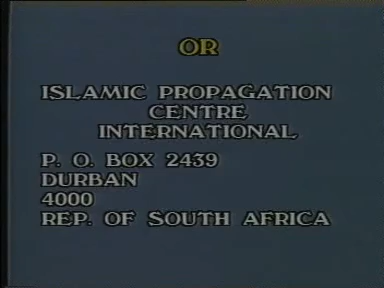 OR
ISLAMIC PROPAGATION
CENTRE
INTERNATIONAL
P. O. BOX 2439
DURBAN
4000
REP. OF SOUTH AFRICA